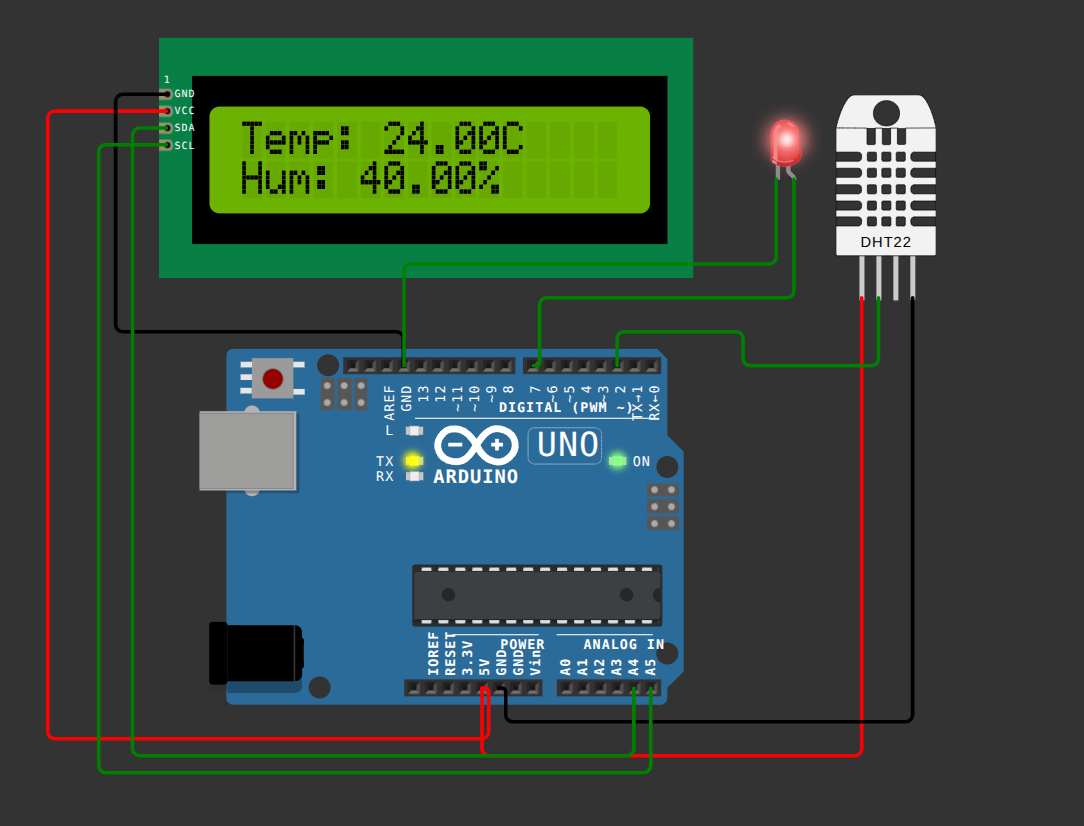 1
GND
VCC
SDA
SCL
Temp: 24.00C
Hum: 40.00%
DHT22
AREF
GND
13
12
~11
~10
~9
8
7
~6
~5
4
~3
2
TX→1
RX←0
DIGITAL (PWM ~)
L
TX
RX
UNO
ON
ARDUINO
IOREF
RESET
3.3V
5V
GND
GND
Vin
POWER
ANALOG IN
A0
A1
A2
A3
A4
A5